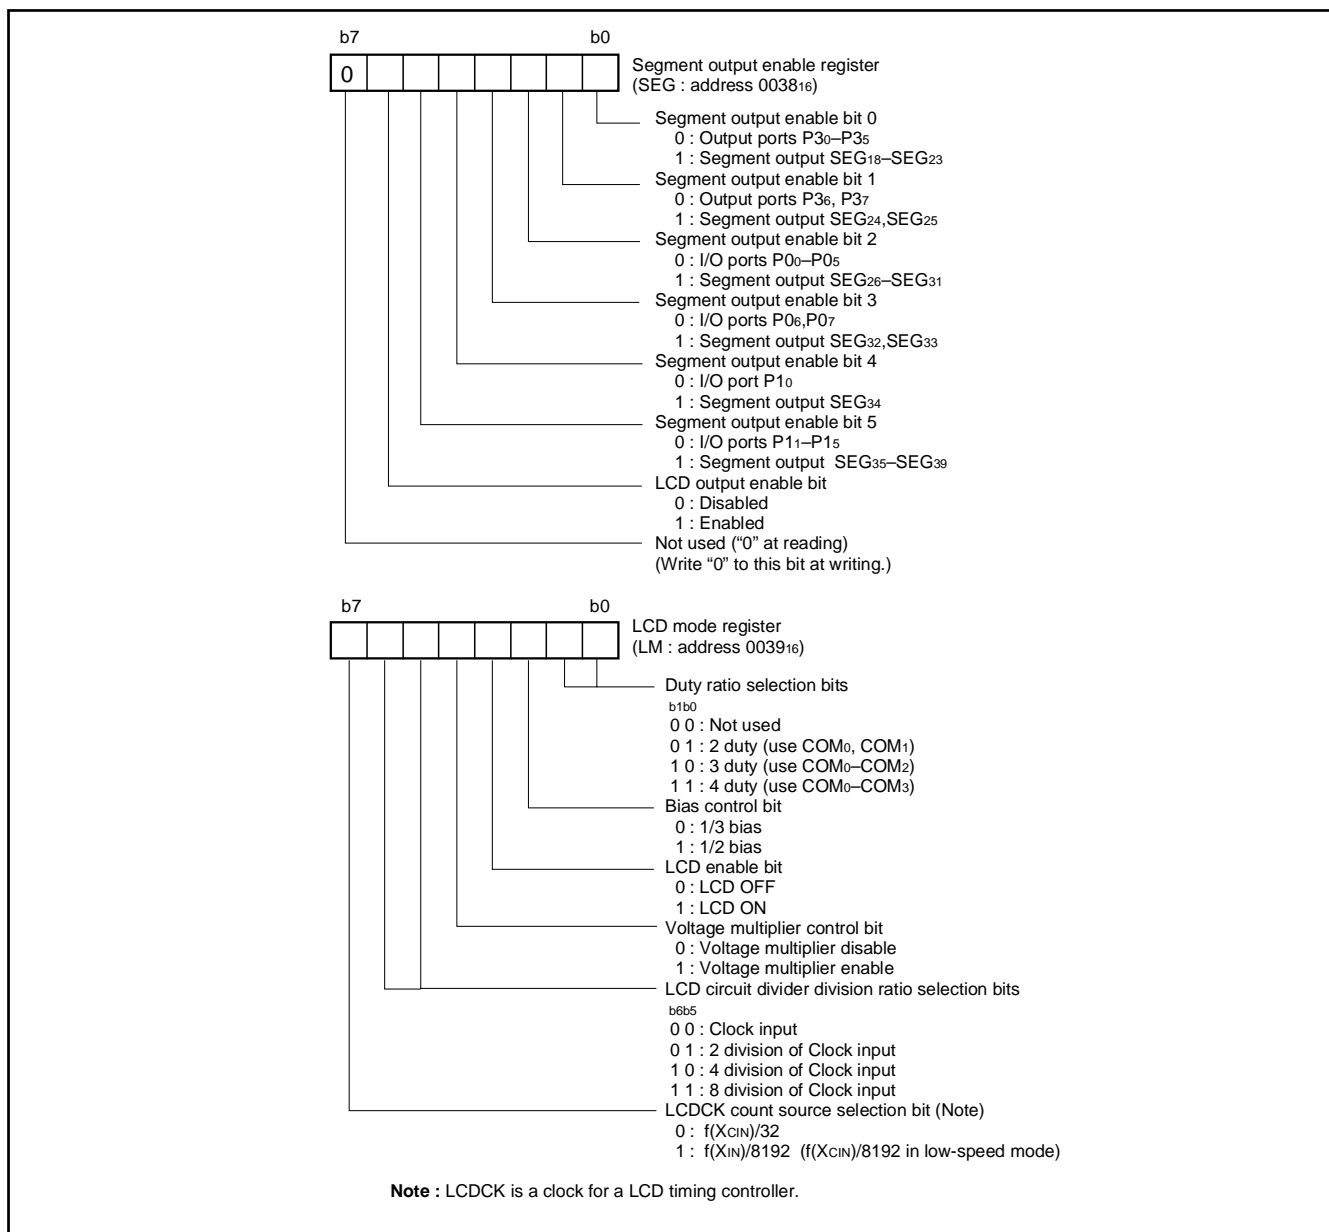 b7 b0
0
Segment output enable register
(SEG : address 003816)
Segment output enable bit 0
0 : Output ports P30–P35
1 : Segment output SEG18–SEG23
Segment output enable bit 1
0 : Output ports P36, P37
1 : Segment output SEG24,SEG25
Segment output enable bit 2
0 : I/O ports P00–P05
1 : Segment output SEG26–SEG31
Segment output enable bit 3
0 : I/O ports P06,P07
1 : Segment output SEG32,SEG33
Segment output enable bit 4
0 : I/O port P10
1 : Segment output SEG34
Segment output enable bit 5
0 : I/O ports P11–P15
1 : Segment output SEG35–SEG39
LCD output enable bit
0 : Disabled
1 : Enabled
Not used (“0” at reading)
(Write “0” to this bit at writing.)
b7 b0
LCD mode register
(LM : address 003916)
Duty ratio selection bits
b1b0
0 0 : Not used
0 1 : 2 duty (use COM0, COM1)
1 0 : 3 duty (use COM0–COM2)
1 1 : 4 duty (use COM0–COM3)
Bias control bit
0 : 1/3 bias
1 : 1/2 bias
LCD enable bit
0 : LCD OFF
1 : LCD ON
Voltage multiplier control bit
0 : Voltage multiplier disable
1 : Voltage multiplier enable
LCD circuit divider division ratio selection bits
b6b5
0 0 : Clock input
0 1 : 2 division of Clock input
1 0 : 4 division of Clock input
1 1 : 8 division of Clock input
LCDCK count source selection bit (Note)
0 : f(XCIN)/32
1 : f(XIN)/8192 (f(XCIN)/8192 in low-speed mode)
Note : LCDCK is a clock for a LCD timing controller.